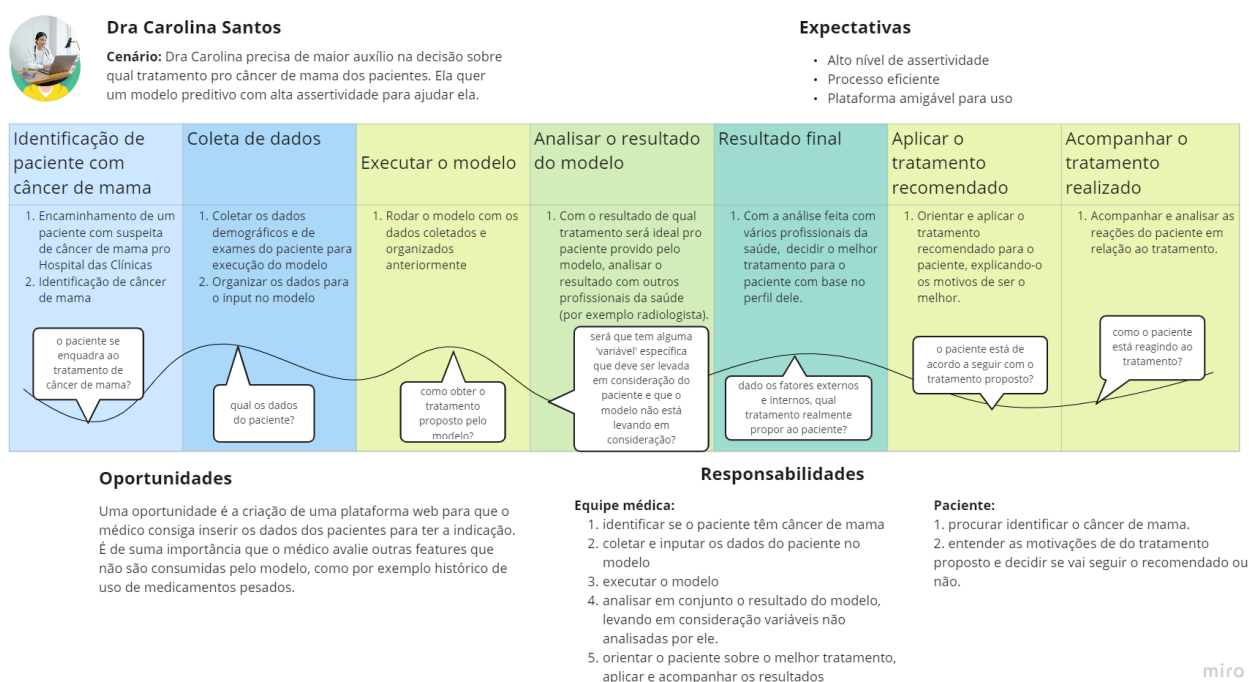 Dra Carolina Santos
Cenário: Dra Carolina precisa de maior auxílio na decisão sobre
qual tratamento pro câncer de mama dos pacientes. Ela quer
um modelo preditivo com alta assertividade para ajudar ela.
Expectativas
• Alto nível de assertividade
• Processo eficiente
• Plataforma amigável para uso
Identificação de
paciente com
câncer de mama
1. Encaminhamento de um
paciente com suspeita
de câncer de mama pro
Hospital das Clínicas
2. Identificação de câncer
de mama
o paciente se
enquadra ao
tratamento de
câncer de mama?
Coleta de dados
1. Coletar os dados
demográficos e de
exames do paciente para
execução do modelo
2. Organizar os dados para
o input no modelo
qual os dados
do paciente?
Executar o modelo
1. Rodar o modelo com os
dados coletados e
organizados
anteriormente
como obter o
tratamento
proposto pelo
modelo?
Analisar o resultado
do modelo
1. Com o resultado de qual
tratamento será ideal pro
paciente provido pelo
modelo, analisar o
resultado com outros
profissionais da saúde
(por exemplo radiologista).
será que tem alguma
'variável' específica
que deve ser levada
em consideração do
paciente e que o
modelo não está
levando em
consideração?
Resultado final
1. Com a análise feita com
vários profissionais da
saúde, decidir o melhor
tratamento para o
paciente com base no
perfil dele.
dado os fatores externos
e internos, qual
tratamento realmente
propor ao paciente?
Aplicar o
tratamento
recomendado
1. Orientar e aplicar o
tratamento
recomendado para o
paciente, explicando-o
os motivos de ser o
melhor.
o paciente está de
acordo a seguir com o
tratamento proposto?
Acompanhar o
tratamento
realizado
1. Acompanhar e analisar as
reações do paciente em
relação ao tratamento.
como o paciente
está reagindo ao
tratamento?
Oportunidades
Uma oportunidade é a criação de uma plataforma web para que o
médico consiga inserir os dados dos pacientes para ter a indicação.
É de suma importância que o médico avalie outras features que
não são consumidas pelo modelo, como por exemplo histórico de
uso de medicamentos pesados.
Responsabilidades
Equipe médica:
1. identificar se o paciente têm câncer de mama
2. coletar e inputar os dados do paciente no
modelo
3. executar o modelo
4. analisar em conjunto o resultado do modelo,
levando em consideração variáveis não
analisadas por ele.
5. orientar o paciente sobre o melhor tratamento,
aplicar e acompanhar os resultados
Paciente:
1. procurar identificar o câncer de mama.
2. entender as motivações de do tratamento
proposto e decidir se vai seguir o recomendado ou
não.
miro